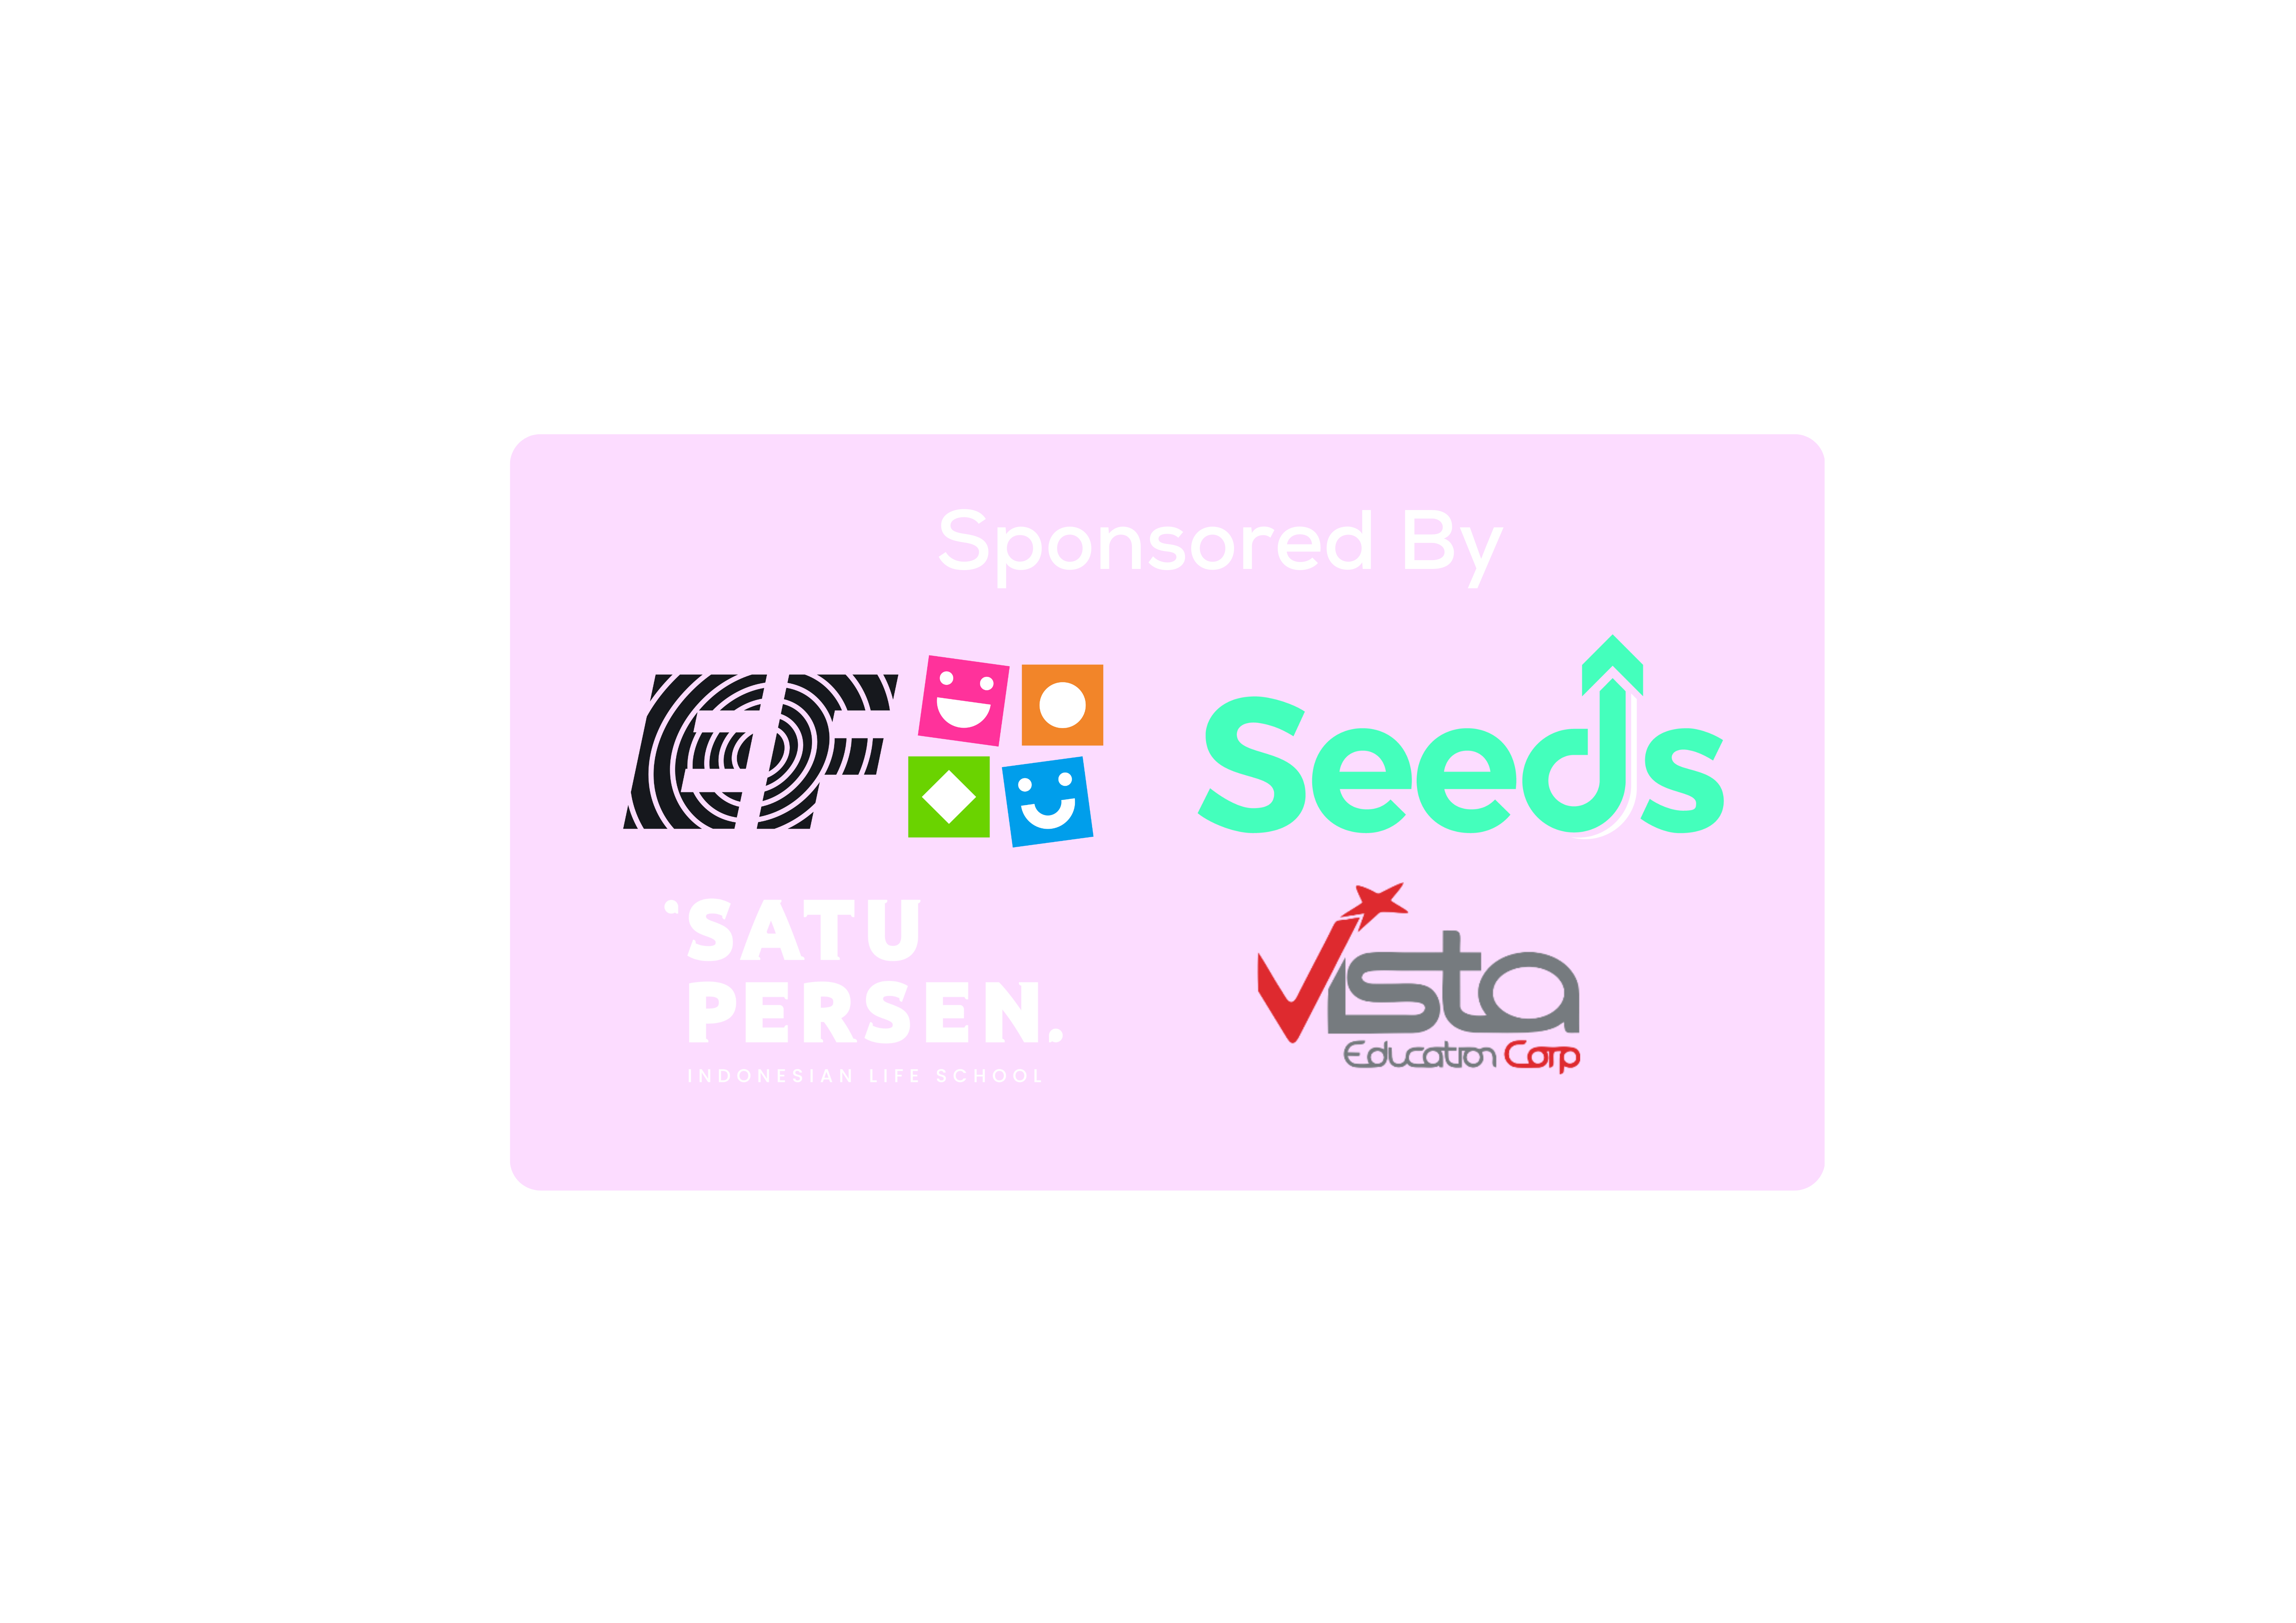 Sponsored By
EF
Seeds
SATU
PERSEN.
INDONESIAN LIFE SCHOOL
Vista
Education Corp